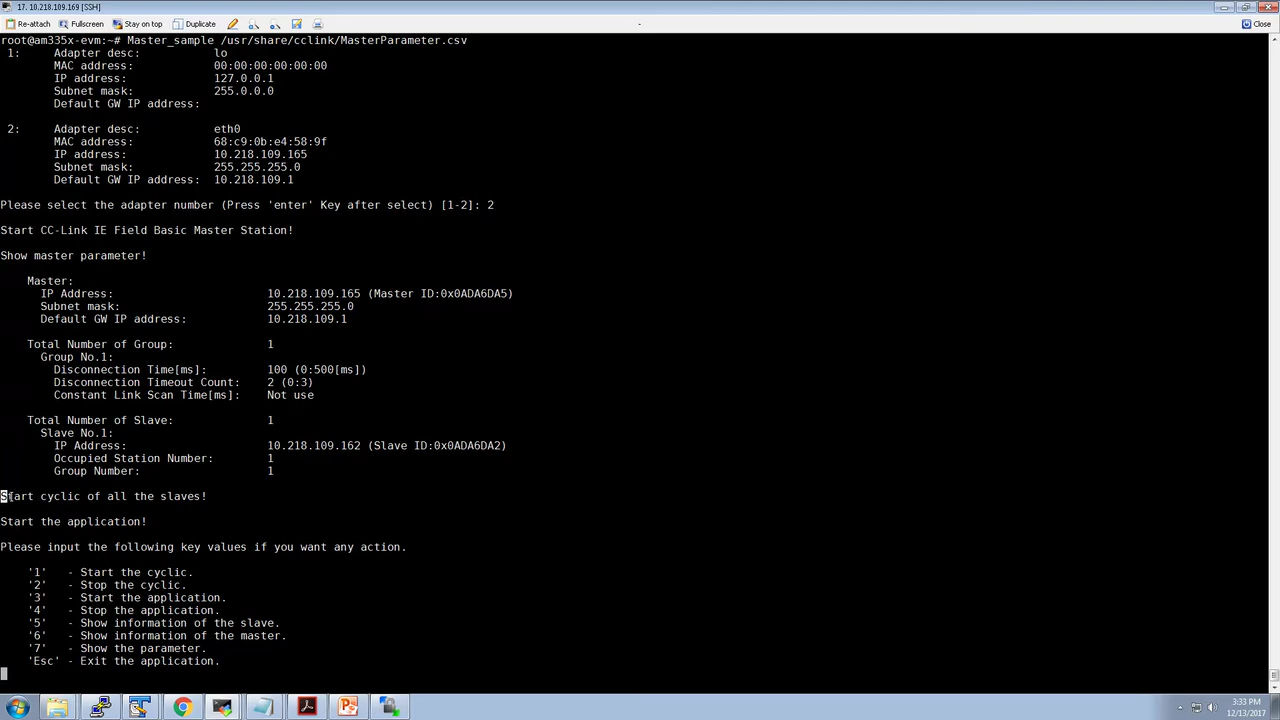 17. 10.218.109.169 [SSH]
Re-attach Fullscreen Stay on top Duplicate Close
root@am335x-evm:~# Master_sample /usr/share/cclink/MasterParameter.csv
1: Adapter desc: lo
MAC address: 00:00:00:00:00:00
IP address: 127.0.0.1
Subnet mask: 255.0.0.0
Default GW IP address:
2: Adapter desc: eth0
MAC address: 68:c9:0b:e4:58:9f
IP address: 10.218.109.165
Subnet mask: 255.255.255.0
Default GW IP address: 10.218.109.1
Please select the adapter number (Press 'enter' Key after select) [1-2]: 2
Start CC-Link IE Field Basic Master Station!
Show master parameter!
Master:
IP Address: 10.218.109.165 (Master ID:0x0ADA6DA5)
Subnet mask: 255.255.255.0
Default GW IP address: 10.218.109.1
Total Number of Group: 1
Group No.1:
Disconnection Time[ms]: 100 (0:500[ms])
Disconnection Timeout Count: 2 (0:3)
Constant Link Scan Time[ms]: Not use
Total Number of Slave: 1
Slave No.1:
IP Address: 10.218.109.162 (Slave ID:0x0ADA6DA2)
Occupied Station Number: 1
Group Number: 1
Start cyclic of all the slaves!
Start the application!
Please input the following key values if you want any action.
'1' - Start the cyclic.
'2' - Stop the cyclic.
'3' - Start the application.
'4' - Stop the application.
'5' - Show information of the slave.
'6' - Show information of the master.
'7' - Show the parameter.
'Esc' - Exit the application.
3:33 PM
12/13/2017